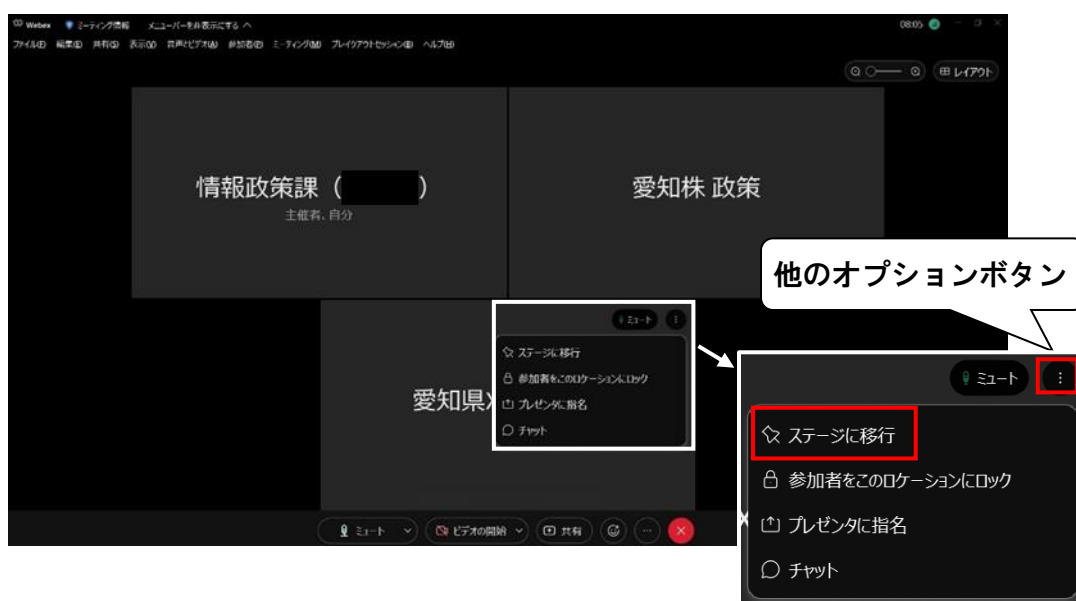 Webex ミーティング情報 メニューバーを非表示にする へ 08:05
ファイル(F) 編集(E) 共有(S) 表示(V) 音声とビデオ(A) 参加者(P) ミーティング(M) ブレイクアウトセッション(B) ヘルプ(H)
レイアウト
情報政策課（ ）
主催者、自分
愛知株 政策
他のオプションボタン
ミュート
ステージに移行
参加者をこのロケーションにロック
プレゼンタに指名
チャット
愛知県
ミュート
ステージに移行
参加者をこのロケーションにロック
プレゼンタに指名
チャット
ミュート ビデオの開始 共有